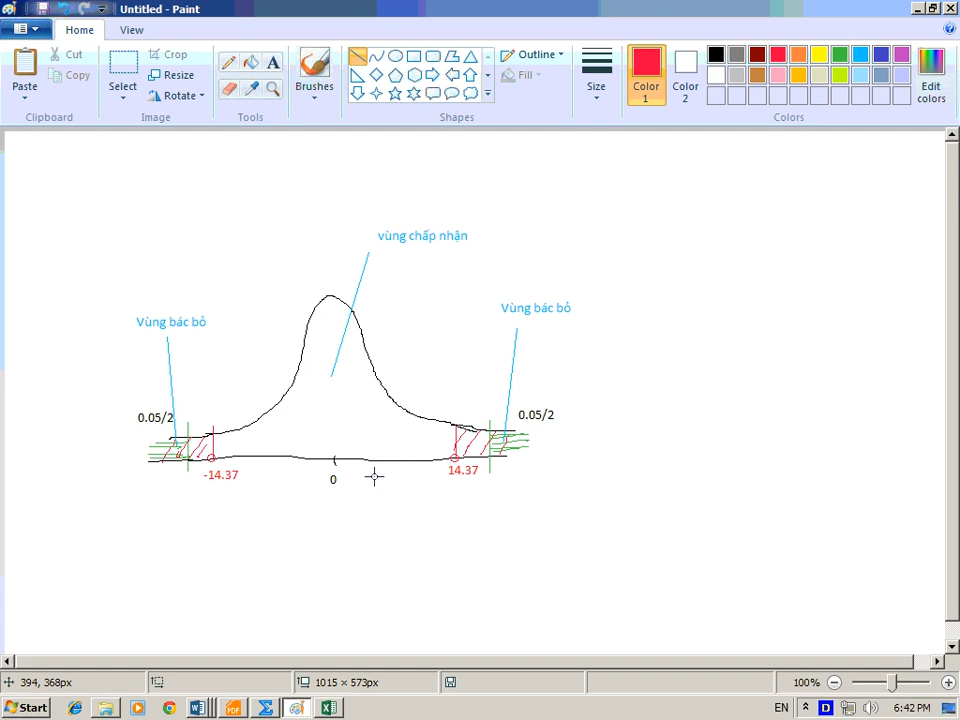 Untitled - Paint
Home
View
Paste
Cut
Copy
Clipboard
Select
Crop
Resize
Rotate
Image
A
Tools
Brushes
Outline
Fill
Shapes
Size
Color
1
Color
2
Edit
colors
Colors
vùng chấp nhận
Vùng bác bỏ
Vùng bác bỏ
0.05/2
0.05/2
-14.37
0
14.37
394, 368px
1015 × 573px
100%
Start
EN
6:42 PM